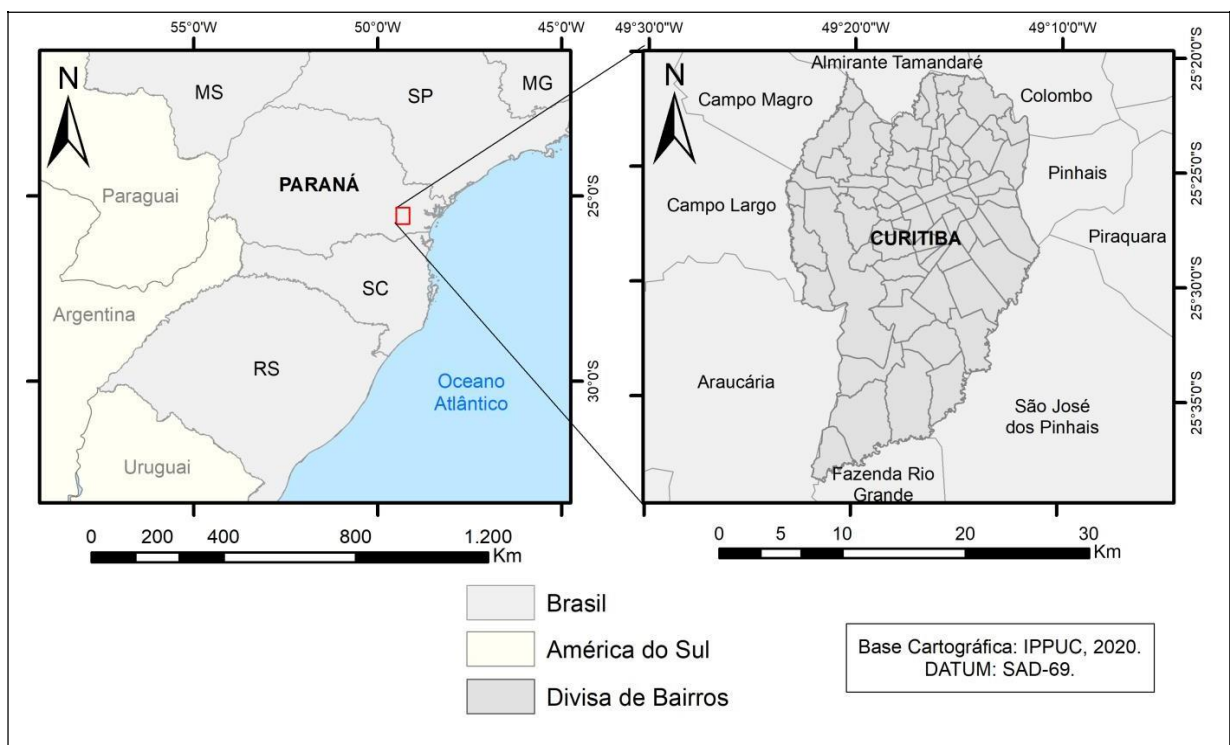 55°0'W
50°0'W
45°0'W
N
MS
SP
MG
Paraguai
PARANÁ
25°0'S
Argentina
SC
RS
Oceano
Atlântico
30°0'S
Uruguai
0
200
400
800
1.200
Km
49°30'0"W
49°20'0"W
49°10'0"W
N
Almirante Tamandaré
Campo Magro
Colombo
25°20'0"S
Pinhais
25°25'0"S
Campo Largo
CURITIBA
Piraquara
25°30'0"S
Araucária
São José
dos Pinhais
25°35'0"S
Fazenda Rio
Grande
0
5
10
20
30
Km
Brasil
América do Sul
Divisa de Bairros
Base Cartográfica: IPPUC, 2020.
DATUM: SAD-69.